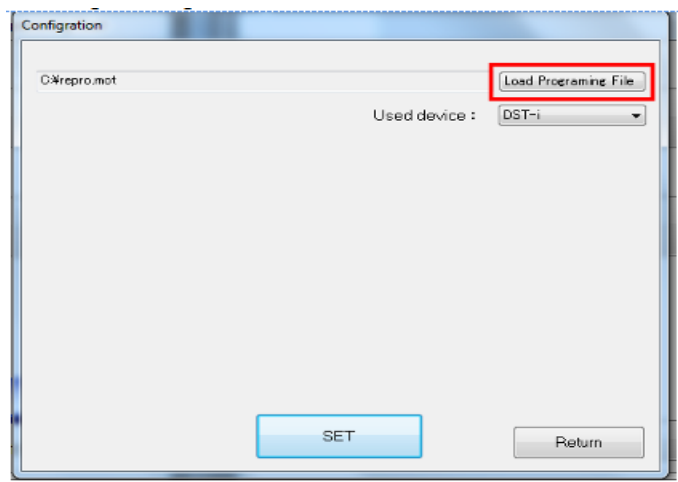 Configration
C:¥repro.mot
Load Programing File
Used device :
DST-i
SET
Return